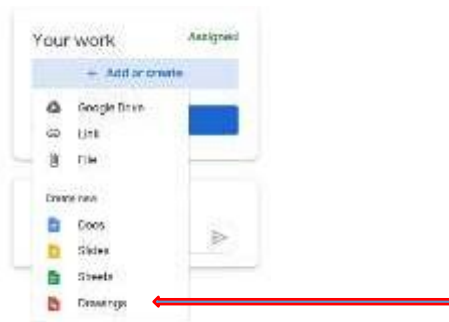 Your work
Assigned
+ Add or create
Google Drive
Link
File
Create new
Docs
Slides
Sheets
Drawings